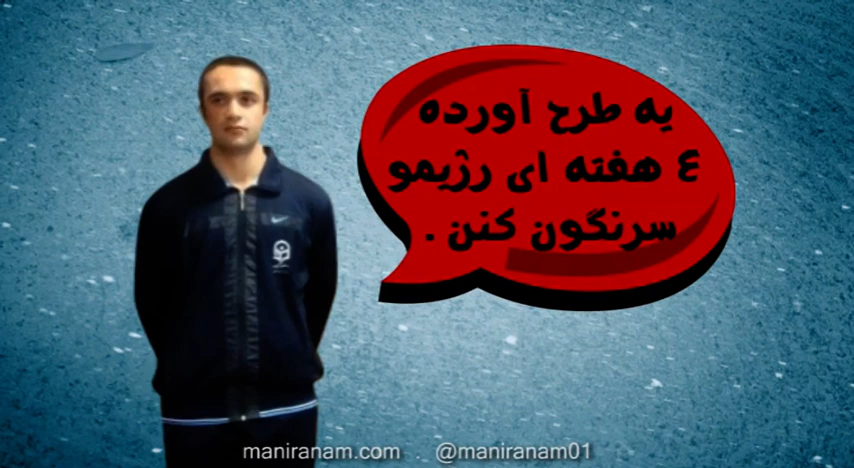 یه طرح آورده
٤ هفته ای رژیمو
سرنگون کنن .
maniranam.com . @maniranam01